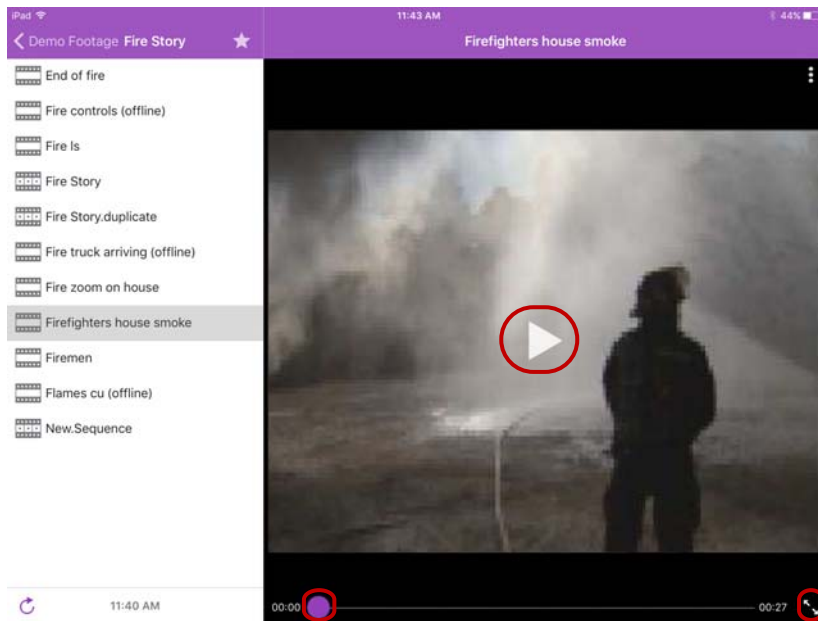 iPad
11:43 AM
44%
Demo Footage Fire Story
Firefighters house smoke
End of fire
Fire controls (offline)
Fire ls
Fire Story
Fire Story.duplicate
Fire truck arriving (offline)
Fire zoom on house
Firefighters house smoke
Firemen
Flames cu (offline)
New.Sequence
11:40 AM
00:00
00:27